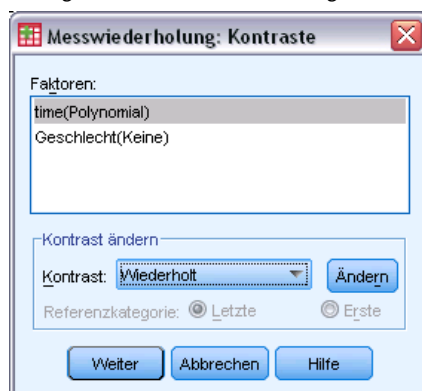 Messwiederholung: Kontraste
Faktoren:
time(Polynomial)
Geschlecht(Keine)
Kontrast ändern
Kontrast: Wiederholt Ändern
Referenzkategorie: Letzte Erste
Weiter Abbrechen Hilfe